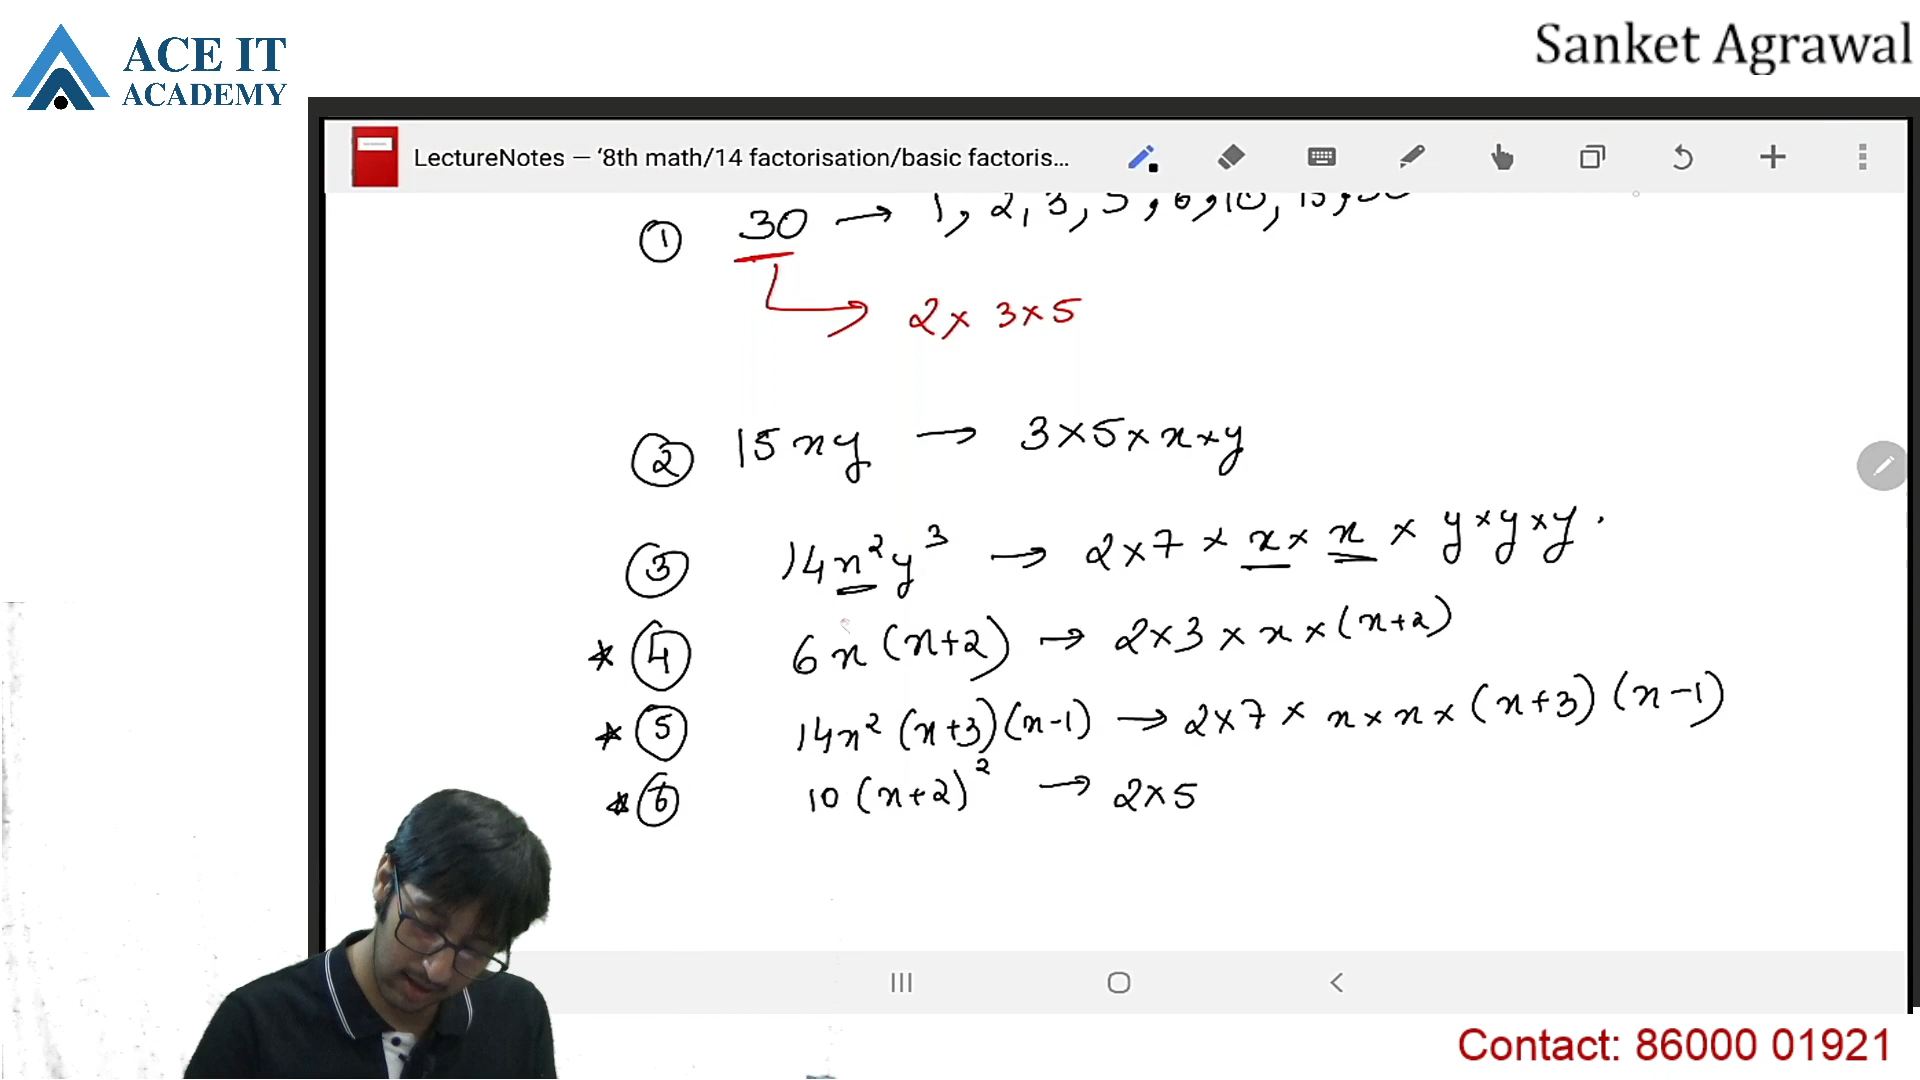 ACE IT
ACADEMY
Sanket Agrawal
LectureNotes — ‘8th math/14 factorisation/basic factoris...
① 30 → 1, 2, 3, 5, 6, 10, 15, 30
2 × 3 × 5
② 15xy → 3 × 5 × x × y
③ 14x²y³ → 2 × 7 × x × x × y × y × y .
* ④ 6x (x+2) → 2 × 3 × x × (x+2)
* ⑤ 14x² (x+3) (x-1) → 2 × 7 × x × x × (x+3) (x-1)
* ⑥ 10 (x+2)² → 2 × 5
Contact: 86000 01921